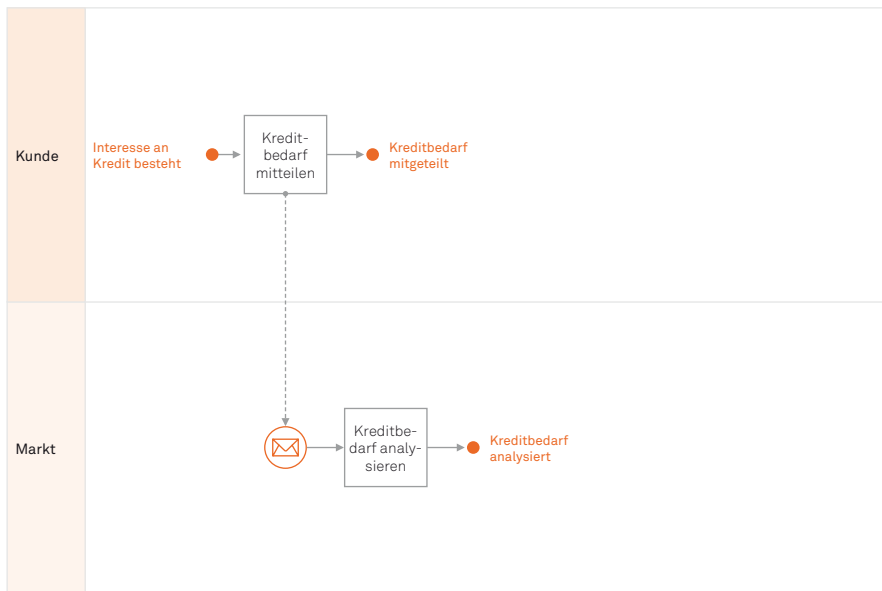 Kunde
Interesse an
Kredit besteht
Kredit-
bedarf
mitteilen
Kreditbedarf
mitgeteilt
Markt
Kreditbe-
darf analy-
sieren
Kreditbedarf
analysiert